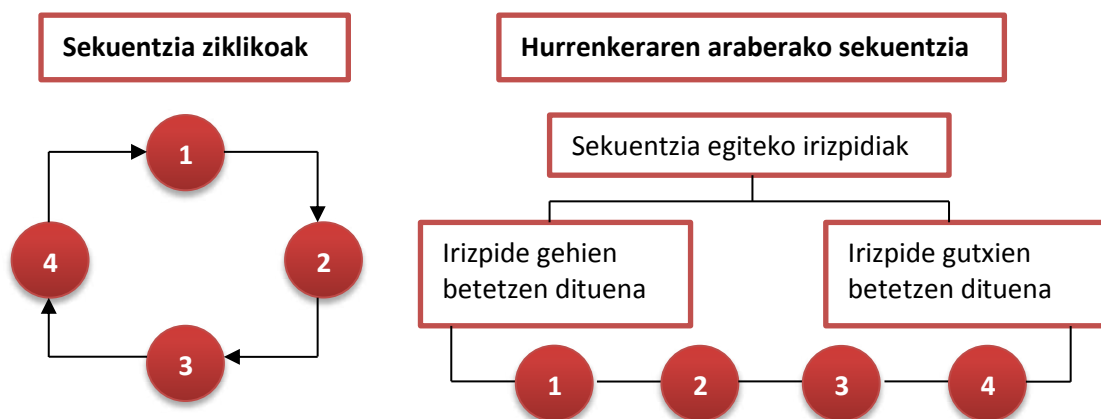 Sekuentzia ziklikoak
1
2
3
4
Hurrenkeraren araberako sekuentzia
Sekuentzia egiteko irizpidiak
Irizpide gehien
betetzen dituena
Irizpide gutxien
betetzen dituena
1
2
3
4